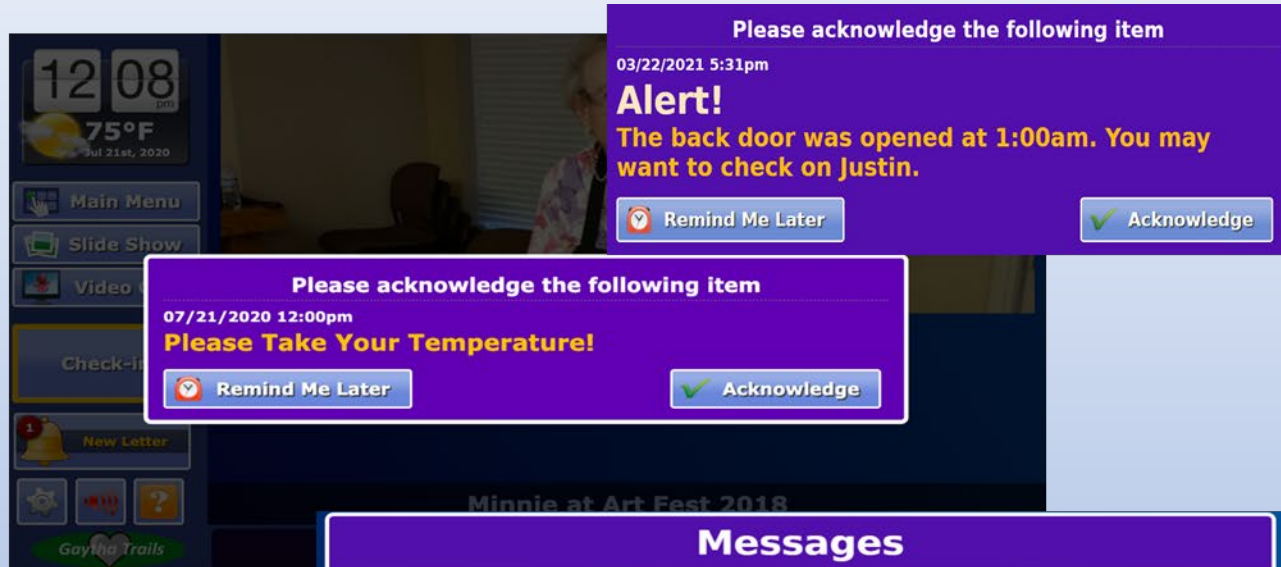 Please acknowledge the following item
03/22/2021 5:31pm
Alert!
The back door was opened at 1:00am. You may
want to check on Justin.
Remind Me Later
Acknowledge
12 08
pm
75°F
Jul 21st, 2020
Main Menu
Slide Show
Video
Please acknowledge the following item
07/21/2020 12:00pm
Please Take Your Temperature!
Remind Me Later
Acknowledge
Check-i
1
New Letter
?
Minnie at Art Fest 2018
Gaytha Trails
Messages